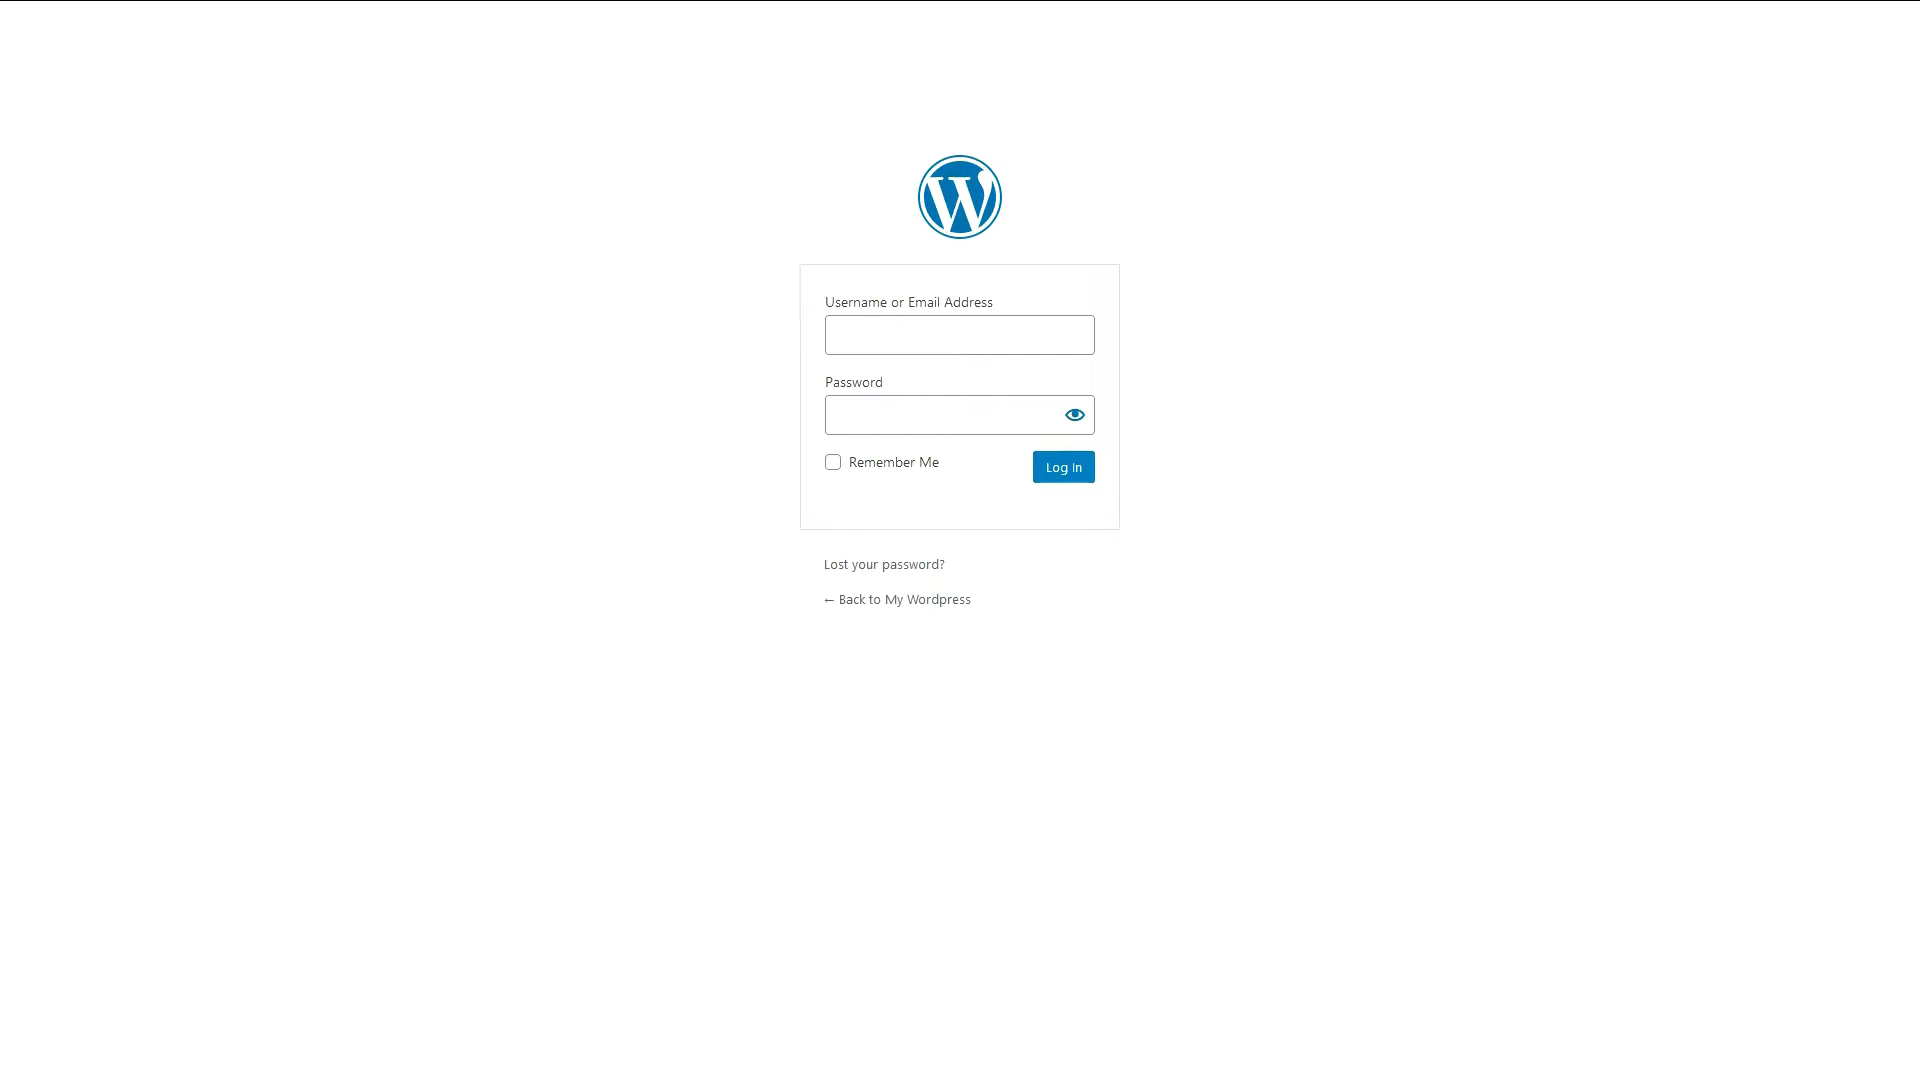 Username or Email Address
Password
Remember Me
Log In
Lost your password?
← Back to My Wordpress